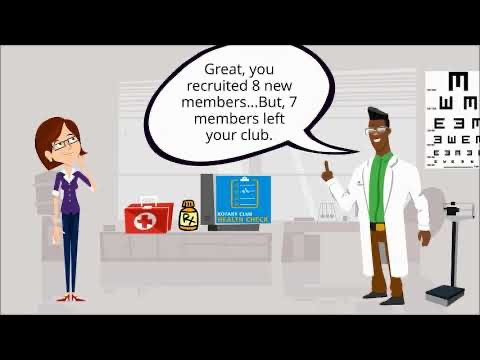 Great, you
recruited 8 new
members...But, 7
members left
your club.
Rx
ROTARY CLUB
HEALTH CHECK